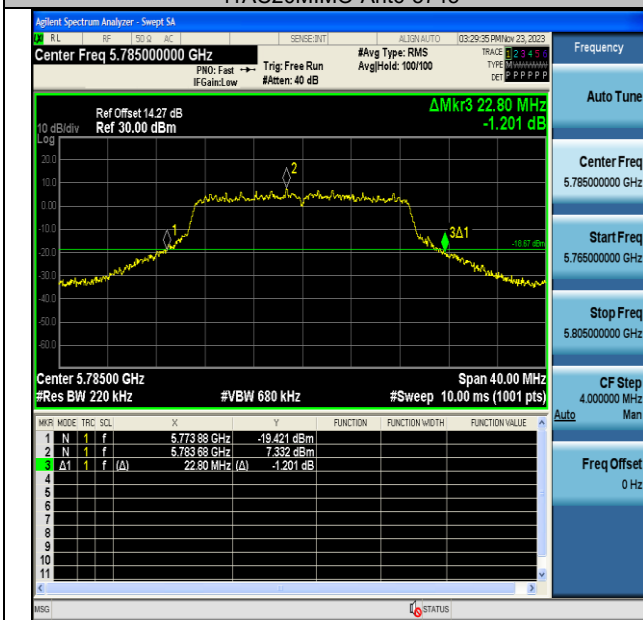 Agilent Spectrum Analyzer - Swept SA
RL RF 50 Ω AC SENSE:INT ALIGN AUTO 03:29:35 PM Nov 23, 2023
Center Freq 5.785000000 GHz #Avg Type: RMS TRACE 1 2 3 4 5 6
PNO: Fast Trig: Free Run Avg|Hold: 100/100 TYPE M
IFGain:Low #Atten: 40 dB DET P P P P P P
Frequency
Auto Tune
ΔMkr3 22.80 MHz
Ref Offset 14.27 dB
10 dB/div Ref 30.00 dBm -1.201 dB
Log
20.0
10.0
0.00
-10.0
-20.0
-30.0
-40.0
-50.0
-60.0
1
2
3Δ1
-18.67 dBm
Center 5.78500 GHz Span 40.00 MHz
#Res BW 220 kHz #VBW 680 kHz #Sweep 10.00 ms (1001 pts)
MKR MODE TRC SCL X Y FUNCTION FUNCTION WIDTH FUNCTION VALUE
1 N 1 f 5.773 88 GHz -19.421 dBm
2 N 1 f 5.783 68 GHz 7.332 dBm
3 Δ1 1 f (Δ) 22.80 MHz (Δ) -1.201 dB
4
5
6
7
8
9
10
11
Center Freq
5.785000000 GHz
Start Freq
5.765000000 GHz
Stop Freq
5.805000000 GHz
CF Step
4.000000 MHz
Auto Man
Freq Offset
0 Hz
MSG STATUS